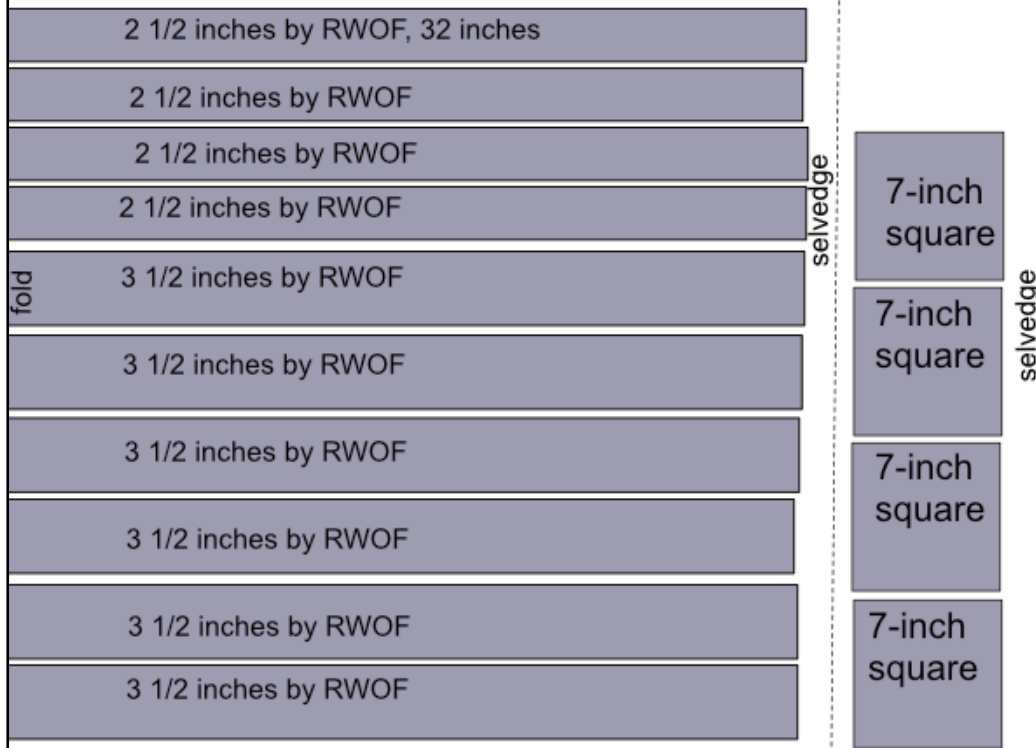 2 1/2 inches by RWOF, 32 inches
2 1/2 inches by RWOF
2 1/2 inches by RWOF
2 1/2 inches by RWOF
fold
3 1/2 inches by RWOF
3 1/2 inches by RWOF
3 1/2 inches by RWOF
3 1/2 inches by RWOF
3 1/2 inches by RWOF
3 1/2 inches by RWOF
selvedge
7-inch
square
7-inch
square
7-inch
square
7-inch
square
selvedge